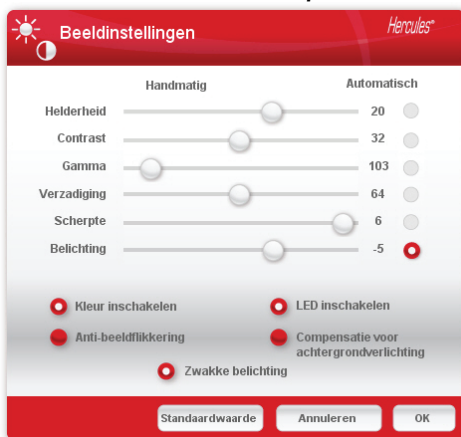 Beeldinstellingen
Hercules®
Handmatig Automatisch
Helderheid 20
Contrast 32
Gamma 103
Verzadiging 64
Scherpte 6
Belichting -5
Kleur inschakelen LED inschakelen
Anti-beeldflikkering Compensatie voor
achtergrondverlichting
Zwakke belichting
Standaardwaarde Annuleren OK